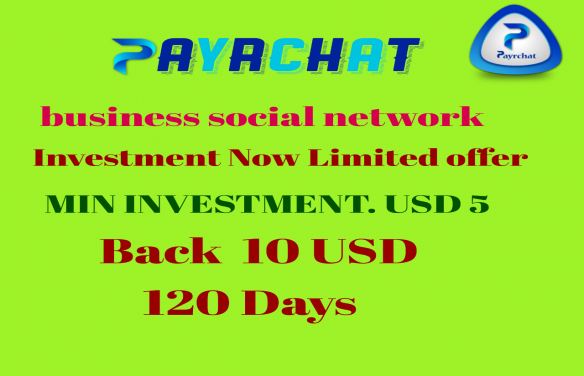 PAYRCHAT
P
Payrchat
business social network
Investment Now Limited offer
MIN INVESTMENT. USD 5
Back 10 USD
120 Days